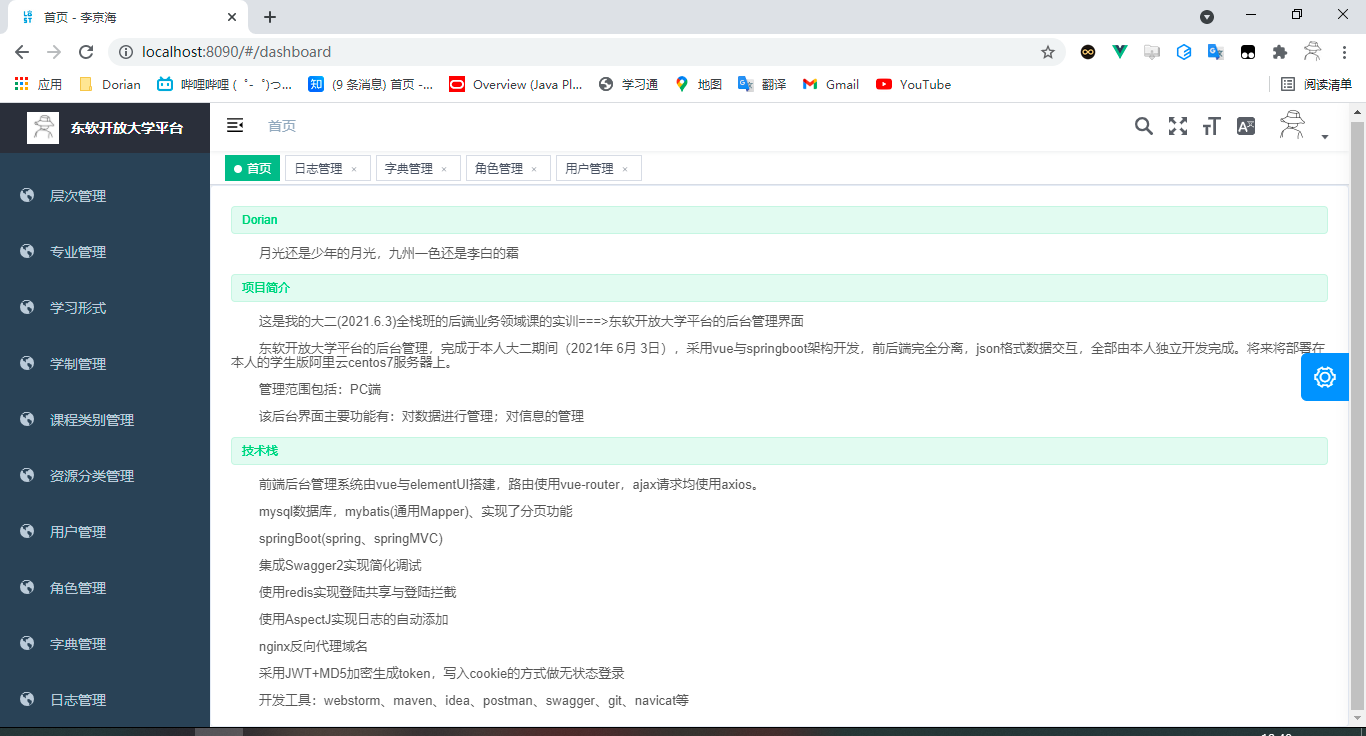 首页 - 李京海
localhost:8090/#/dashboard
应用 Dorian 哔哩哔哩 (゜-゜)つ... (9 条消息) 首页 -... Overview (Java Pl... 学习通 地图 翻译 Gmail YouTube 阅读清单
东软开放大学平台 首页
首页 日志管理 × 字典管理 × 角色管理 × 用户管理 ×
层次管理
专业管理
学习形式
学制管理
课程类别管理
资源分类管理
用户管理
角色管理
字典管理
日志管理
Dorian
月光还是少年的月光，九州一色还是李白的霜
项目简介
这是我的大二(2021.6.3)全栈班的后端业务领域课的实训===>东软开放大学平台的后台管理界面
东软开放大学平台的后台管理，完成于本人大二期间（2021年 6月 3日），采用vue与springboot架构开发，前后端完全分离，json格式数据交互，全部由本人独立开发完成。将来将部署在
本人的学生版阿里云centos7服务器上。
管理范围包括：PC端
该后台界面主要功能有：对数据进行管理；对信息的管理
技术栈
前端后台管理系统由vue与elementUI搭建，路由使用vue-router，ajax请求均使用axios。
mysql数据库，mybatis(通用Mapper)、实现了分页功能
springBoot(spring、springMVC)
集成Swagger2实现简化调试
使用redis实现登陆共享与登陆拦截
使用AspectJ实现日志的自动添加
nginx反向代理域名
采用JWT+MD5加密生成token，写入cookie的方式做无状态登录
开发工具：webstorm、maven、idea、postman、swagger、git、navicat等